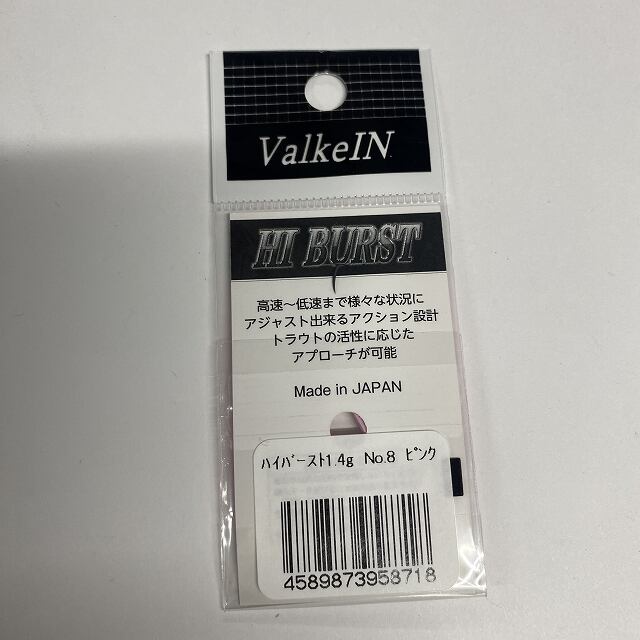 ValkeIN
HI BURST
高速～低速まで様々な状況に
アジャスト出来るアクション設計
トラウトの活性に応じた
アプローチが可能
Made in JAPAN
ﾊｲﾊﾞｰｽﾄ1.4g No.8 ﾋﾟﾝｸ
4589873958718